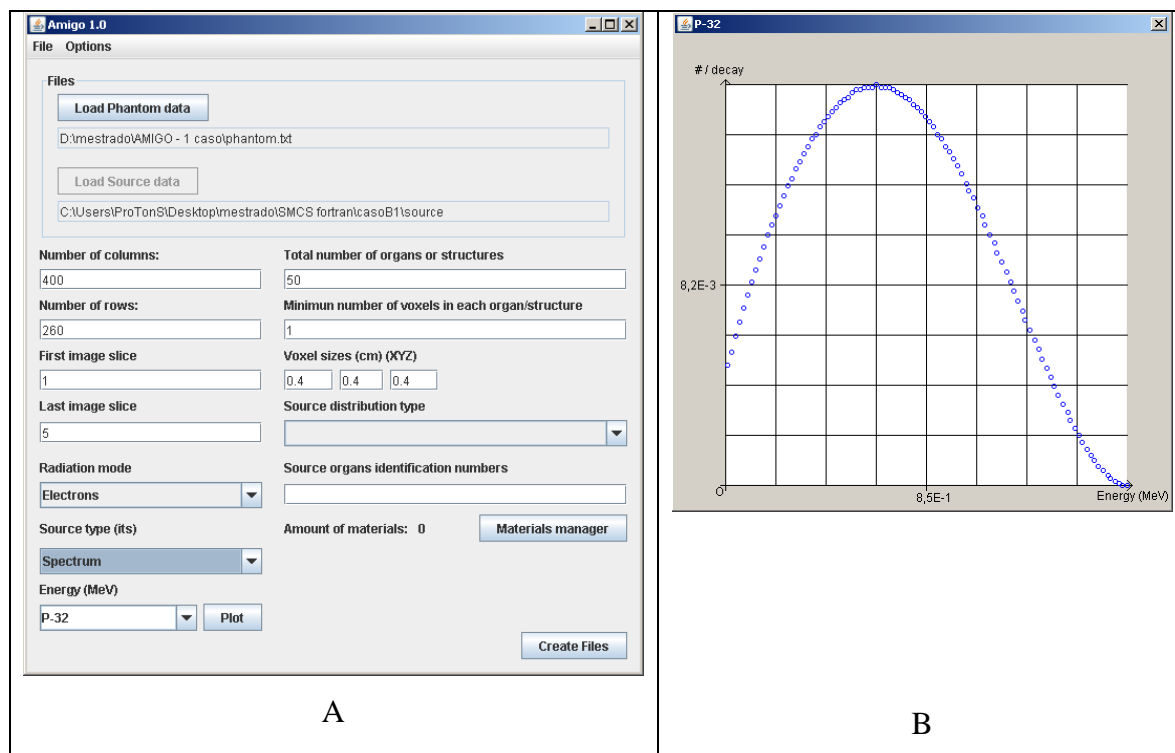 Amigo 1.0
File Options
Files
Load Phantom data
D:\mestrado\AMIGO - 1 caso\phantom.txt
Load Source data
C:\Users\ProTonS\Desktop\mestrado\SMCS fortran\casoB1\source
Number of columns: Total number of organs or structures
400 50
Number of rows: Minimun number of voxels in each organ/structure
260 1
First image slice Voxel sizes (cm) (XYZ)
1 0.4 0.4 0.4
Last image slice Source distribution type
5
Radiation mode Source organs identification numbers
Electrons
Source type (its) Amount of materials: 0 Materials manager
Spectrum
Energy (MeV)
P-32 Plot
Create Files
A
P-32
# / decay
8,2E-3
O
8,5E-1
Energy (MeV)
B